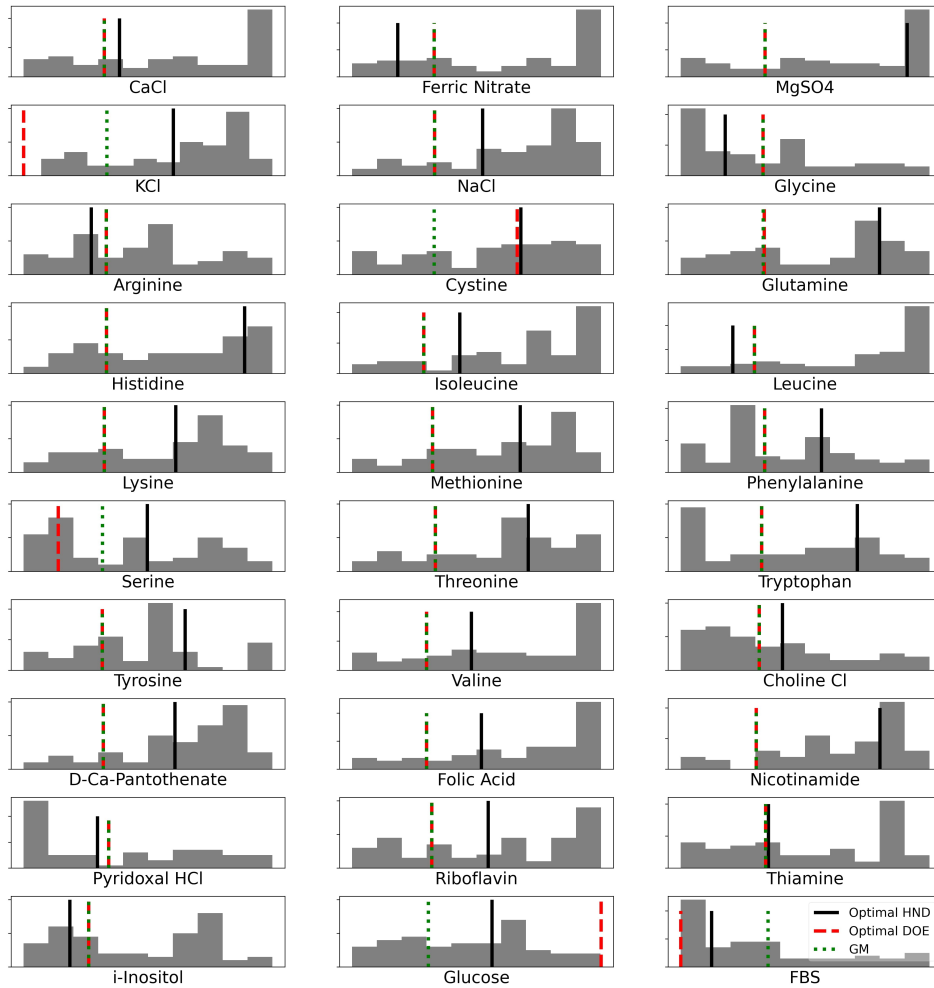 CaCl
Ferric Nitrate
MgSO4
KCl
NaCl
Glycine
Arginine
Cystine
Glutamine
Histidine
Isoleucine
Leucine
Lysine
Methionine
Phenylalanine
Serine
Threonine
Tryptophan
Tyrosine
Valine
Choline Cl
D-Ca-Pantothenate
Folic Acid
Nicotinamide
Pyridoxal HCl
Riboflavin
Thiamine
Optimal HND
Optimal DOE
GM
i-Inositol
Glucose
FBS